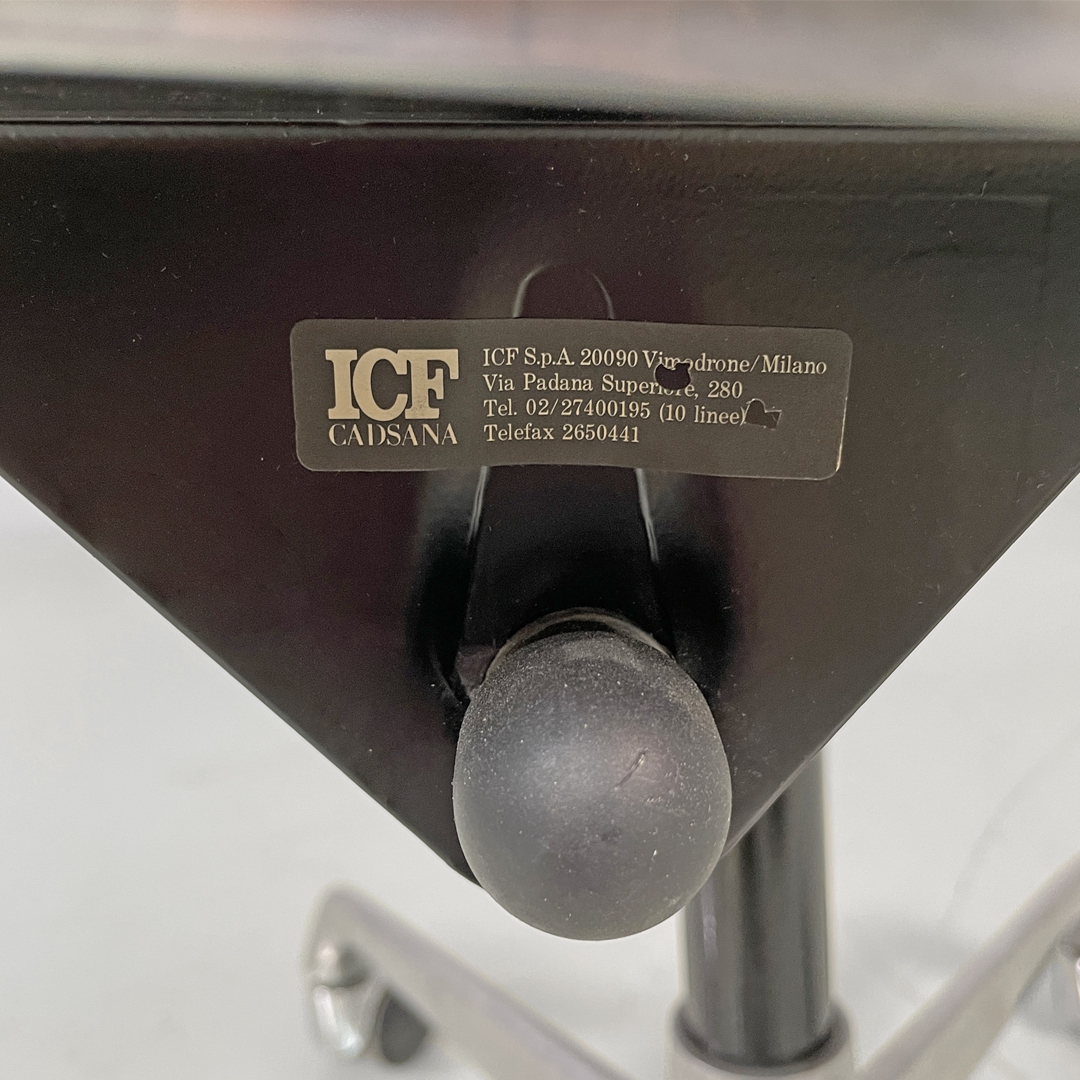 ICF
CADSANA
ICF S.p.A. 20090 Vimodrone/Milano
Via Padana Superiore, 280
Tel. 02/27400195 (10 linee)
Telefax 2650441